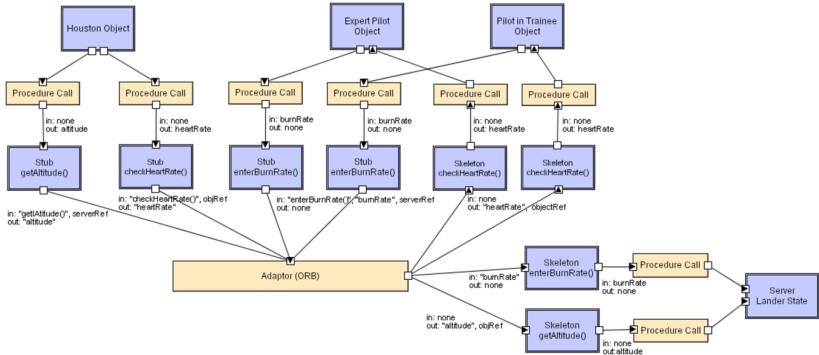 Houston Object
Expert Pilot
Object
Pilot in Trainee
Object
Procedure Call
Procedure Call
Procedure Call
Procedure Call
Procedure Call
Procedure Call
in: none
out: altitude
in: none
out: heartRate
in: burnRate
out: none
in: burnRate
out: none
in: none
out: heartRate
in: none
out: heartRate
Stub
getAltitude()
Stub
checkHeartRate()
Stub
enterBurnRate()
Stub
enterBurnRate()
Skeleton
checkHeartRate()
Skeleton
checkHeartRate()
in: "getlAtitude()", serverRef
out: "altitude"
in: "checkHeartRate()", objRef
out: "heartRate"
in: "enterBurnRate()", "burnRate", serverRef
out: none
in: none
out: "heartRate", objectRef
Adaptor (ORB)
in: "burnRate"
out: none
Skeleton
enterBurnRate()
in: burnRate
out: none
Procedure Call
Server
Lander State
in: none
out: "altitude", objRef
Skeleton
getAltitude()
in: none
out:altitude
Procedure Call